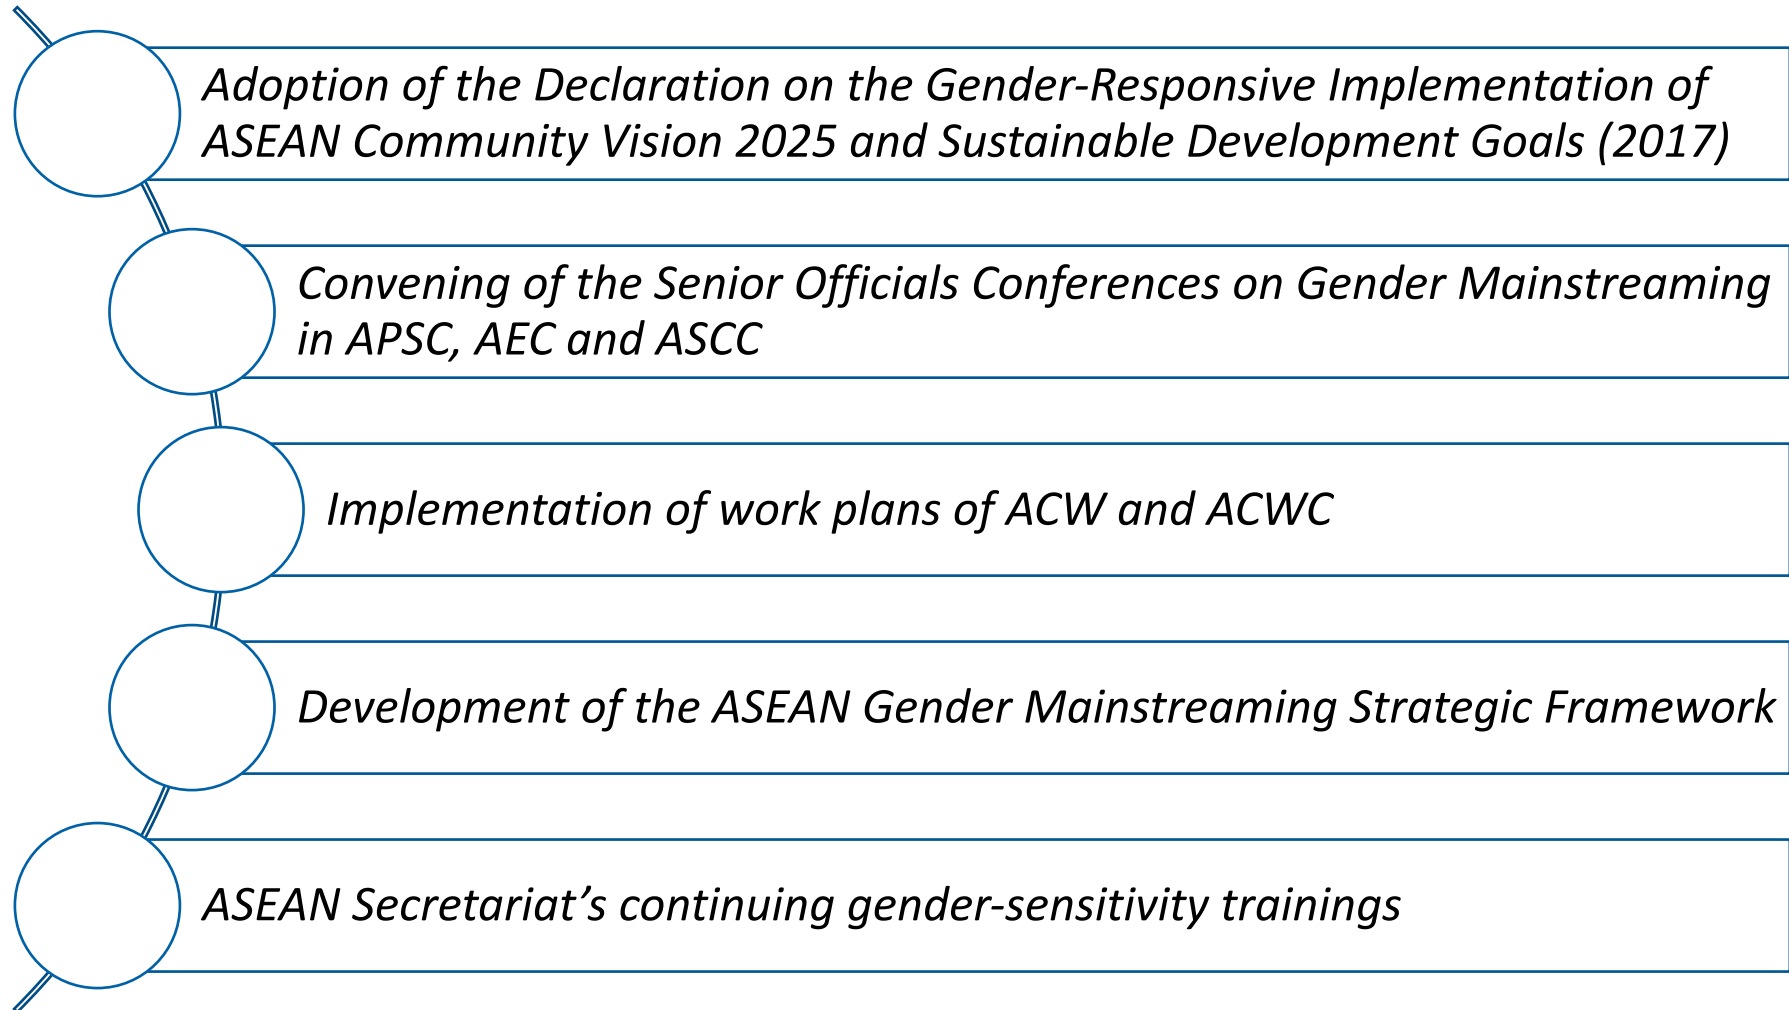 Adoption of the Declaration on the Gender-Responsive Implementation of
ASEAN Community Vision 2025 and Sustainable Development Goals (2017)
Convening of the Senior Officials Conferences on Gender Mainstreaming
in APSC, AEC and ASCC
Implementation of work plans of ACW and ACWC
Development of the ASEAN Gender Mainstreaming Strategic Framework
ASEAN Secretariat’s continuing gender-sensitivity trainings